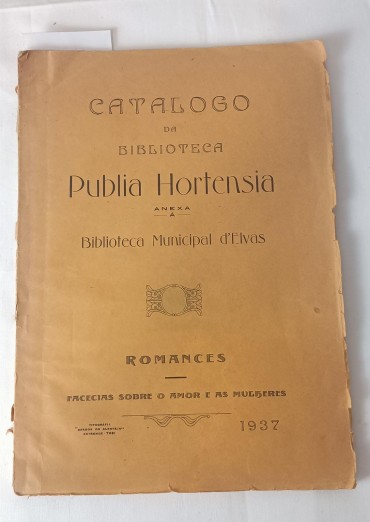 CATALOGO
DA
BIBLIOTECA
Publia Hortensia
ANEXA
Á
Biblioteca Municipal d'Elvas
ROMANCES
FACECIAS SOBRE O AMOR E AS MULHERES
1937